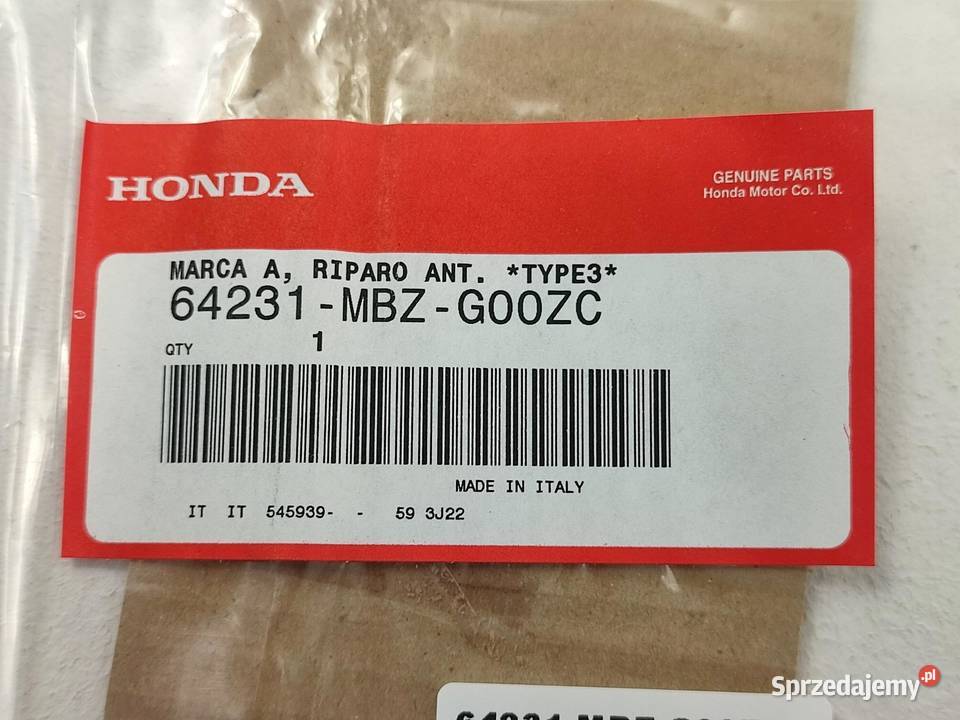 HONDA
GENUINE PARTS
Honda Motor Co. Ltd.
MARCA A, RIPARO ANT. *TYPE3*
64231-MBZ-G00ZC
QTY 1
MADE IN ITALY
IT IT 545939- - 59 3J22
Sprzedajemy.pl